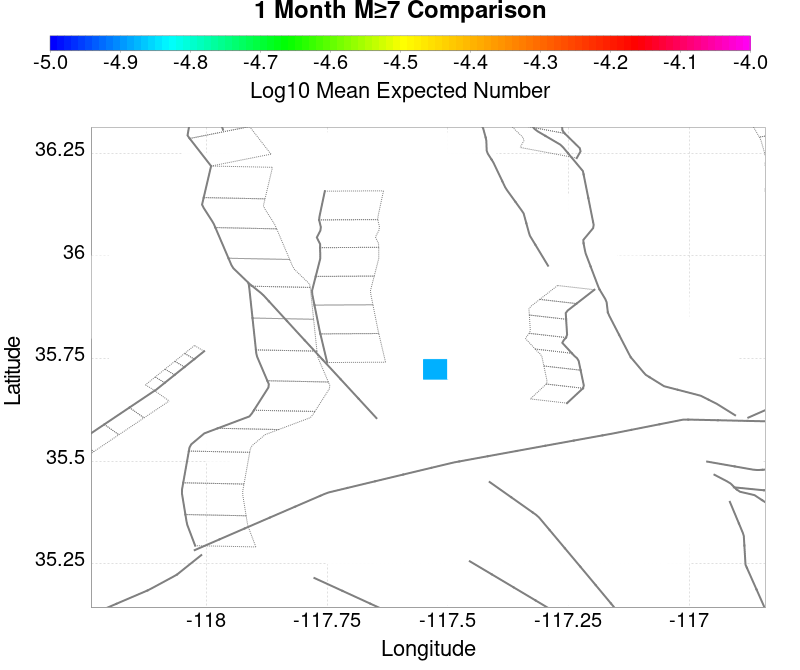 1 Month M≥7 Comparison
-5.0 -4.9 -4.8 -4.7 -4.6 -4.5 -4.4 -4.3 -4.2 -4.1 -4.0
Log10 Mean Expected Number
36.25
36
35.75
35.5
35.25
Latitude
-118 -117.75 -117.5 -117.25 -117
Longitude